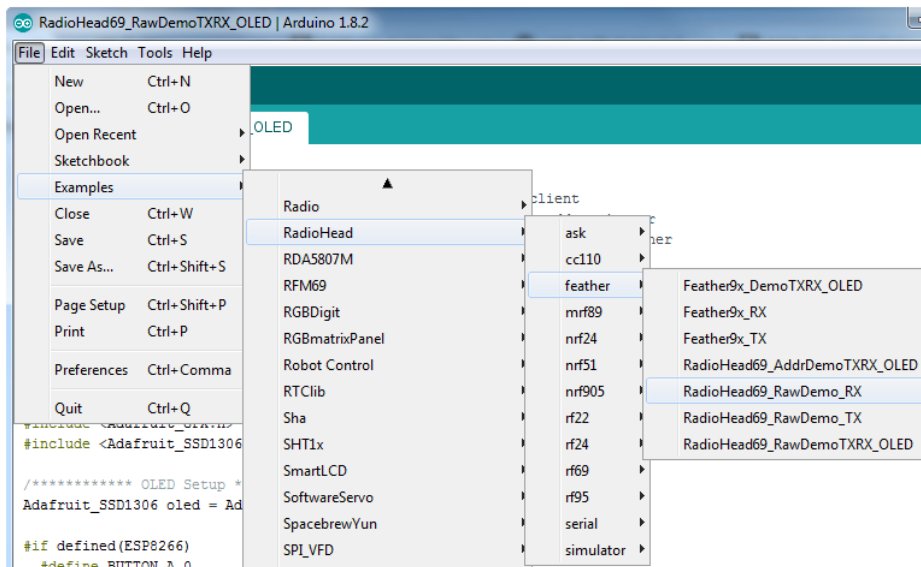 RadioHead69_RawDemoTXRX_OLED | Arduino 1.8.2
File Edit Sketch Tools Help
New Ctrl+N
Open... Ctrl+O
Open Recent
Sketchbook
Examples
Close Ctrl+W
Save Ctrl+S
Save As... Ctrl+Shift+S
Page Setup Ctrl+Shift+P
Print Ctrl+P
Preferences Ctrl+Comma
Quit Ctrl+Q
_OLED
client
her
Radio
RadioHead
RDA5807M
RFM69
RGBDigit
RGBmatrixPanel
Robot Control
RTClib
Sha
SHT1x
SmartLCD
SoftwareServo
SpacebrewYun
SPI_VFD
ask
cc110
feather
mrf89
nrf24
nrf51
nrf905
rf22
rf24
rf69
rf95
serial
simulator
Feather9x_DemoTXRX_OLED
Feather9x_RX
Feather9x_TX
RadioHead69_AddrDemoTXRX_OLED
RadioHead69_RawDemo_RX
RadioHead69_RawDemo_TX
RadioHead69_RawDemoTXRX_OLED
#include <Adafruit_SSD1306
/************ OLED Setup *
Adafruit_SSD1306 oled = Ad
#if defined(ESP8266)
#define BUTTON A 0